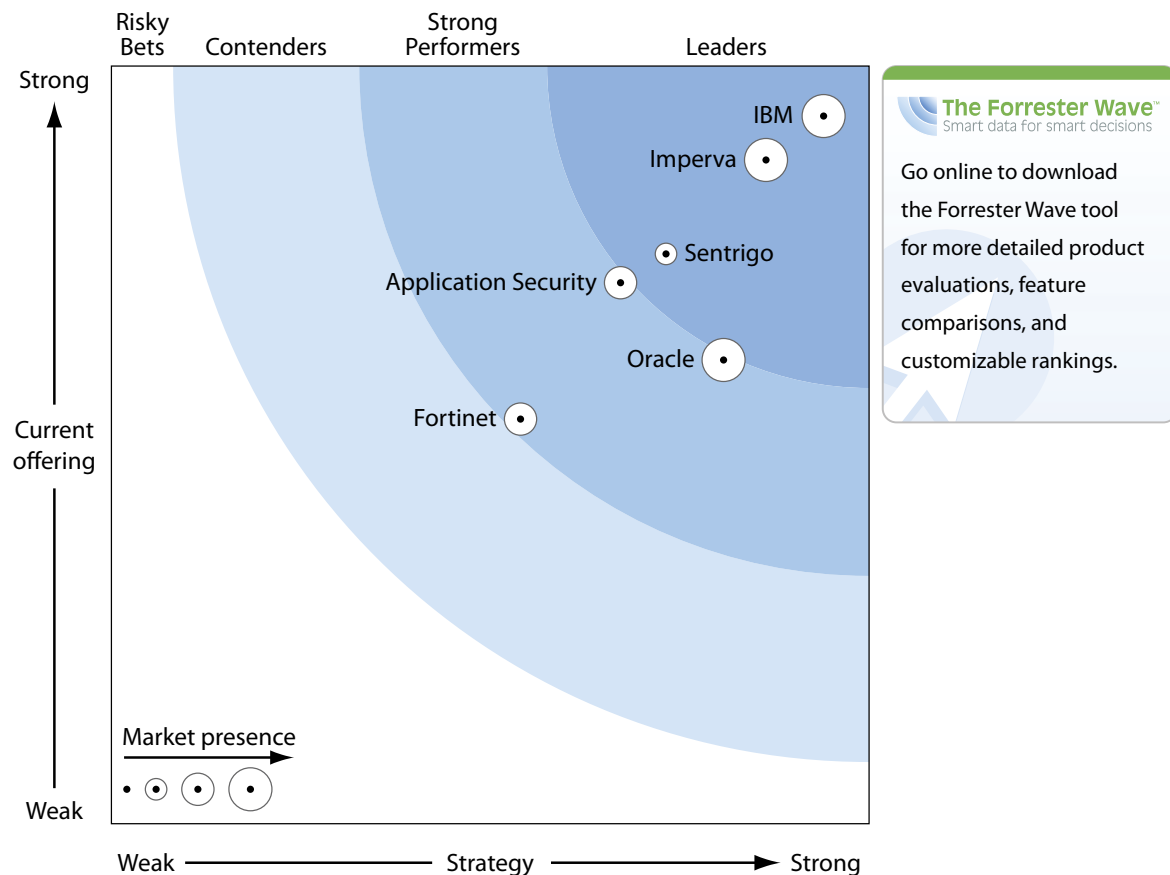 Risky
Bets
Contenders
Strong
Performers
Leaders
Strong
Current
offering
Weak
IBM
Imperva
Sentrigo
Application Security
Oracle
Fortinet
Market presence
Weak
Strategy
Strong
The Forrester Wave™
Smart data for smart decisions
Go online to download
the Forrester Wave tool
for more detailed product
evaluations, feature
comparisons, and
customizable rankings.